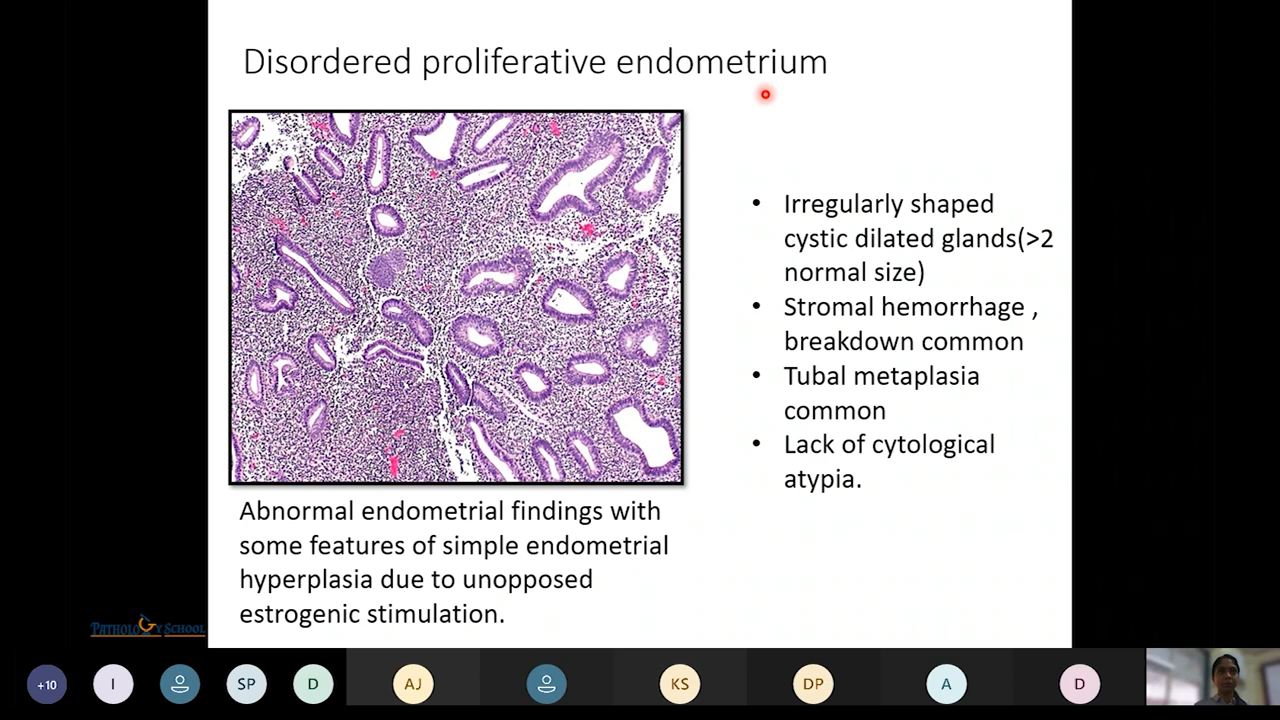 Disordered proliferative endometrium
• Irregularly shaped
cystic dilated glands(>2
normal size)
• Stromal hemorrhage ,
breakdown common
• Tubal metaplasia
common
• Lack of cytological
atypia.
Abnormal endometrial findings with
some features of simple endometrial
hyperplasia due to unopposed
estrogenic stimulation.
PATHOLOGY SCHOOL
+10 I SP D AJ KS DP A D